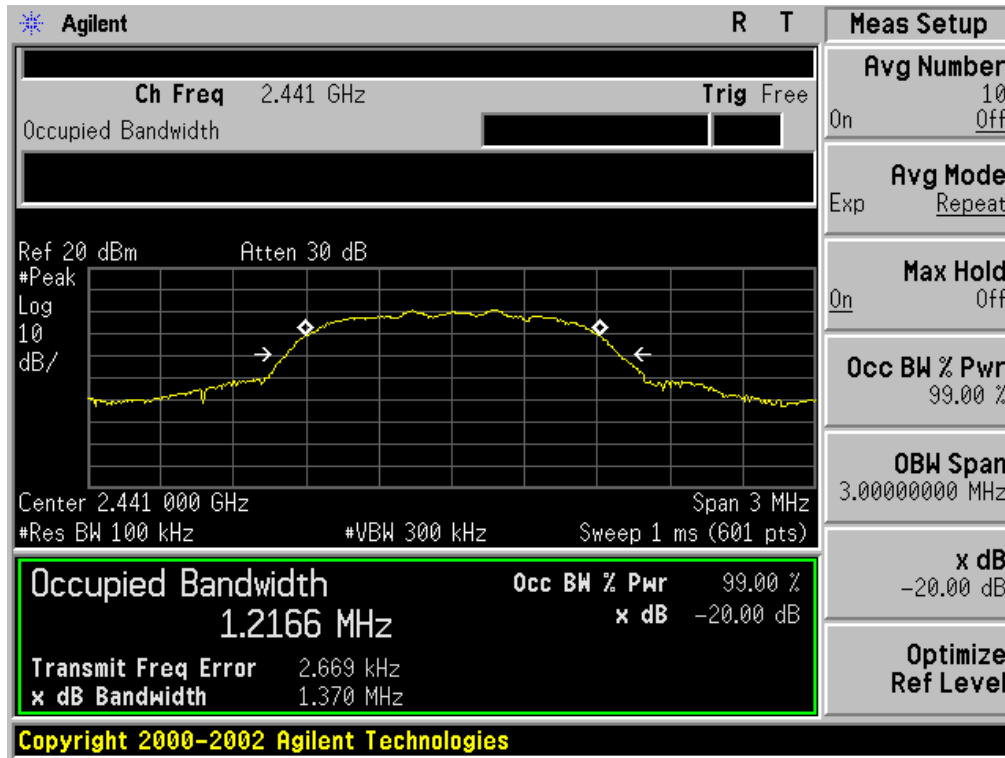 Agilent R T
Ch Freq 2.441 GHz Trig Free
Occupied Bandwidth
Ref 20 dBm Atten 30 dB
#Peak
Log
10
dB/
Center 2.441 000 GHz Span 3 MHz
#Res BW 100 kHz #VBW 300 kHz Sweep 1 ms (601 pts)
Occupied Bandwidth
1.2166 MHz
Occ BW % Pwr 99.00 %
x dB -20.00 dB
Transmit Freq Error 2.669 kHz
x dB Bandwidth 1.370 MHz
Copyright 2000-2002 Agilent Technologies
Meas Setup
Avg Number
10
On Off
Avg Mode
Exp Repeat
Max Hold
On Off
Occ BW % Pwr
99.00 %
OBW Span
3.00000000 MHz
x dB
-20.00 dB
Optimize
Ref Level